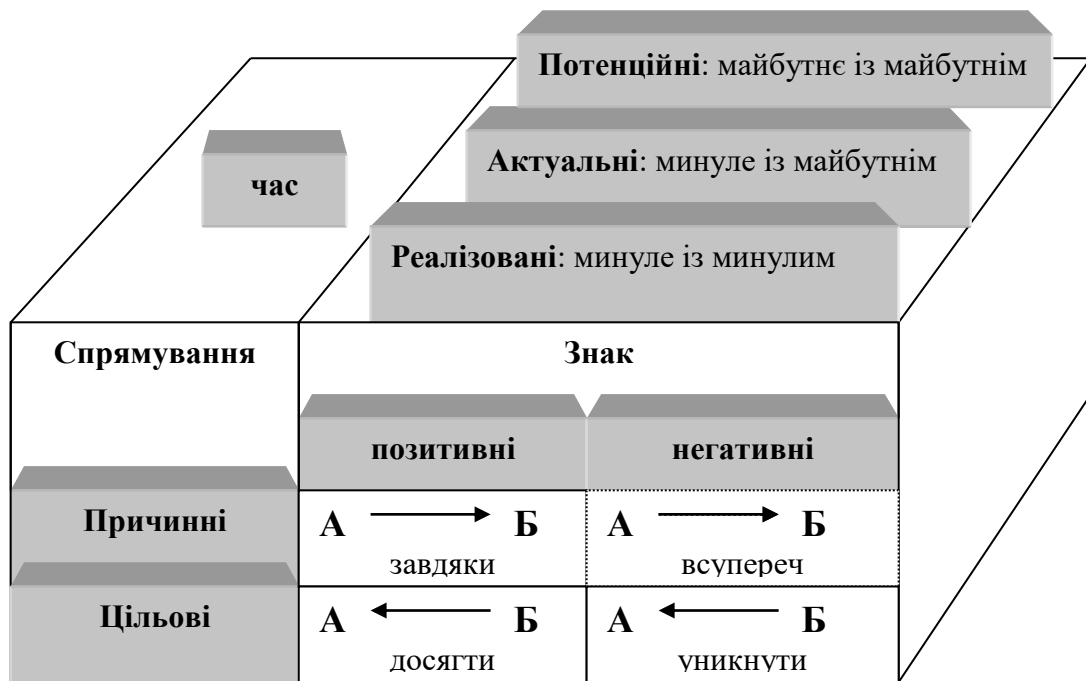 Потенційні: майбутнє із майбутнім
Актуальні: минуле із майбутнім
час
Реалізовані: минуле із минулим
Спрямування
Знак
позитивні
негативні
Причинні
А Б
завдяки
А Б
всупереч
Цільові
А Б
досягти
А Б
уникнути